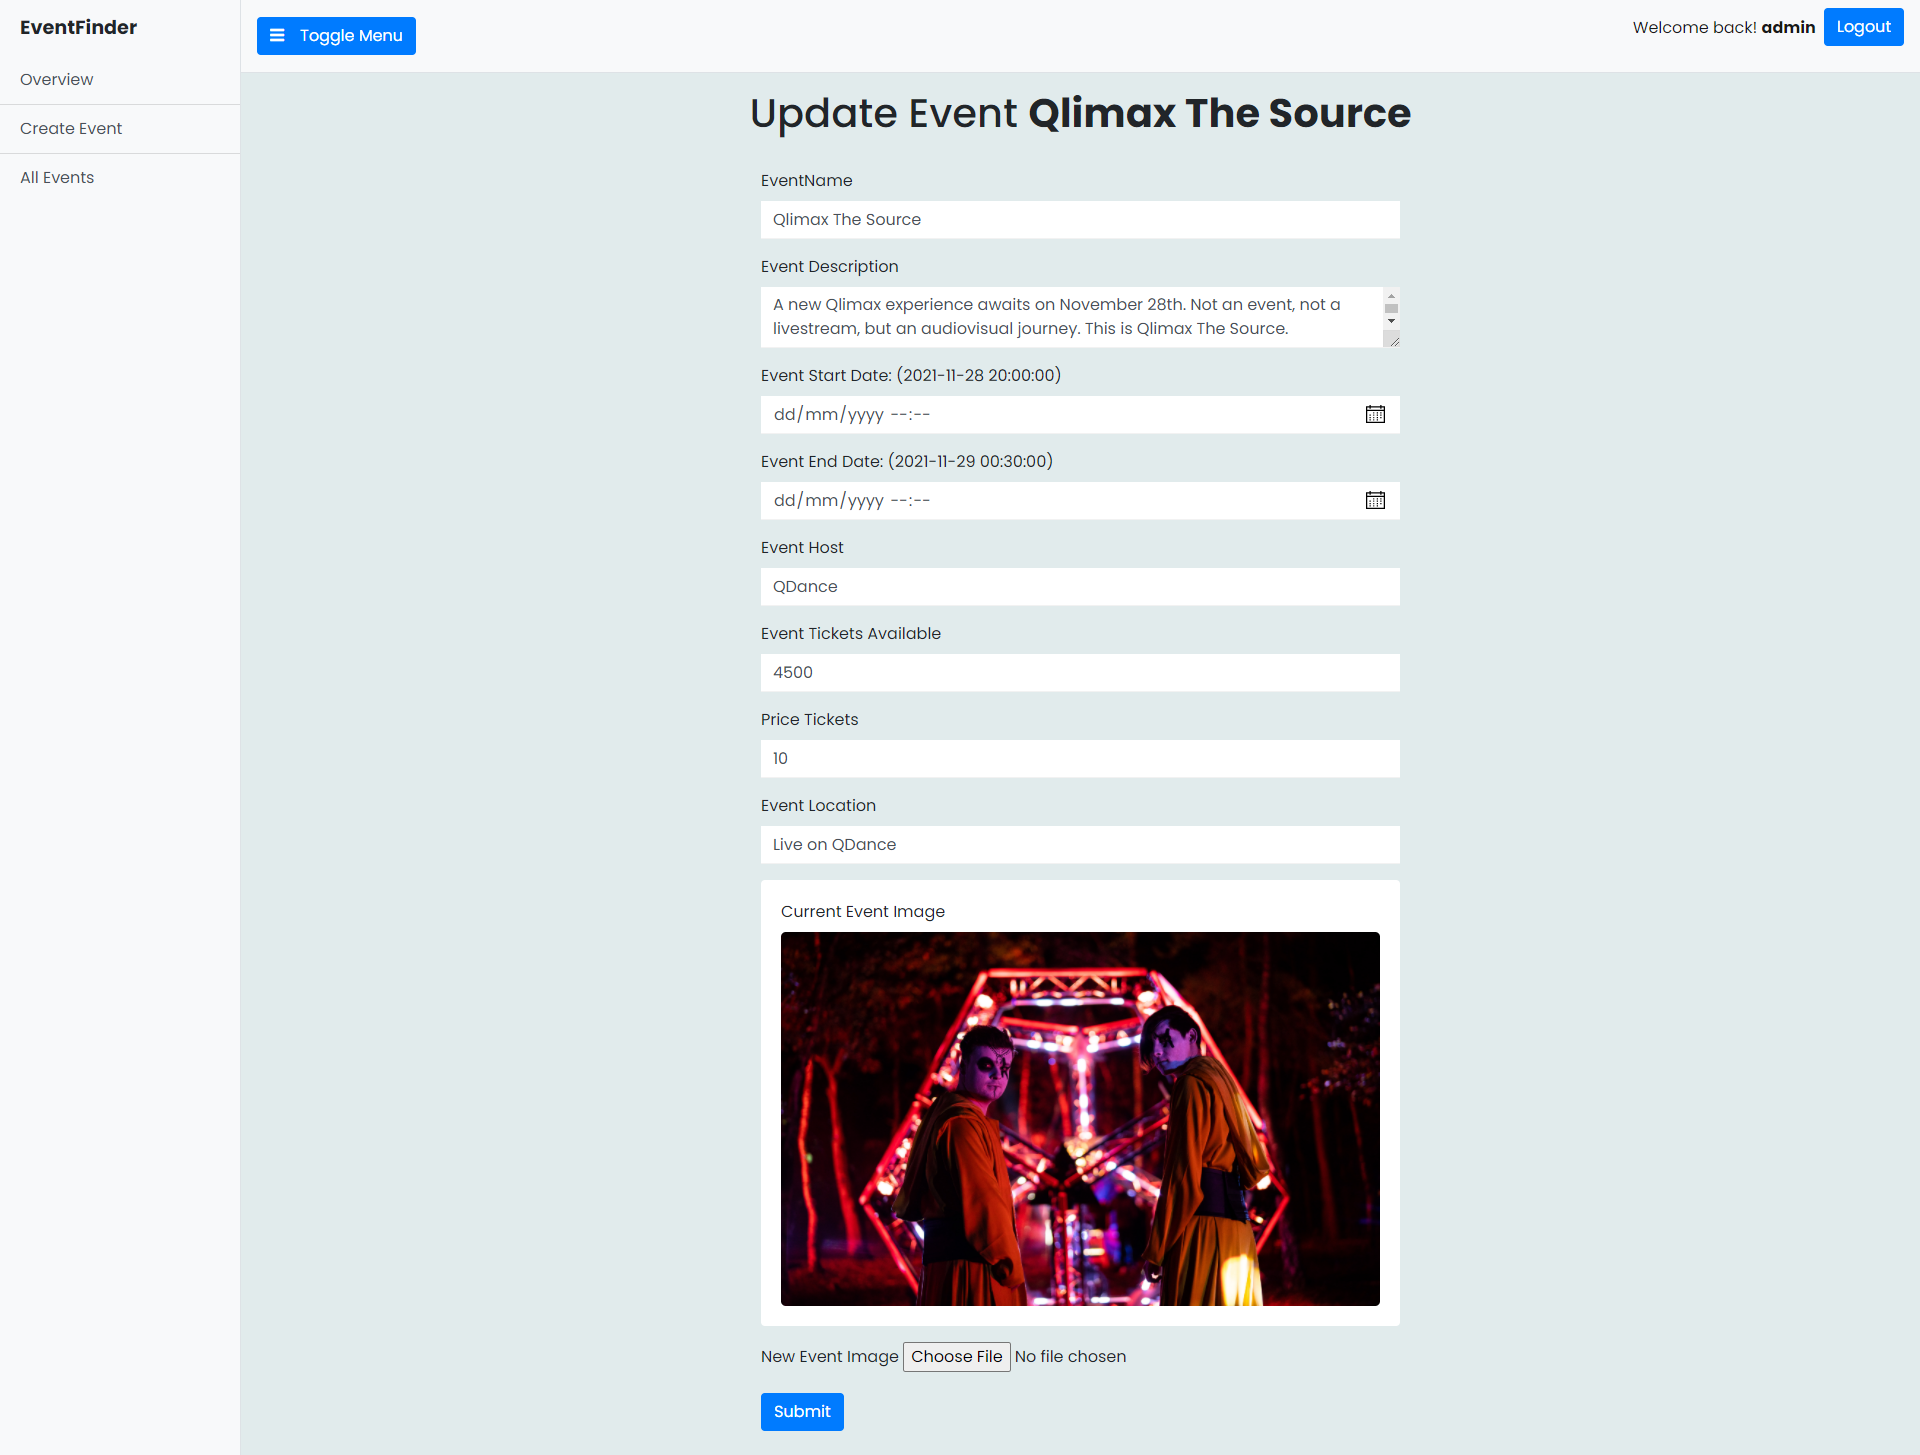 EventFinder
Toggle Menu
Welcome back! admin
Logout
Overview
Create Event
All Events
Update Event Qlimax The Source
EventName
Qlimax The Source
Event Description
A new Qlimax experience awaits on November 28th. Not an event, not a
livestream, but an audiovisual journey. This is Qlimax The Source.
Event Start Date: (2021-11-28 20:00:00)
dd/mm/yyyy --:--
Event End Date: (2021-11-29 00:30:00)
dd/mm/yyyy --:--
Event Host
QDance
Event Tickets Available
4500
Price Tickets
10
Event Location
Live on QDance
Current Event Image
New Event Image Choose File No file chosen
Submit